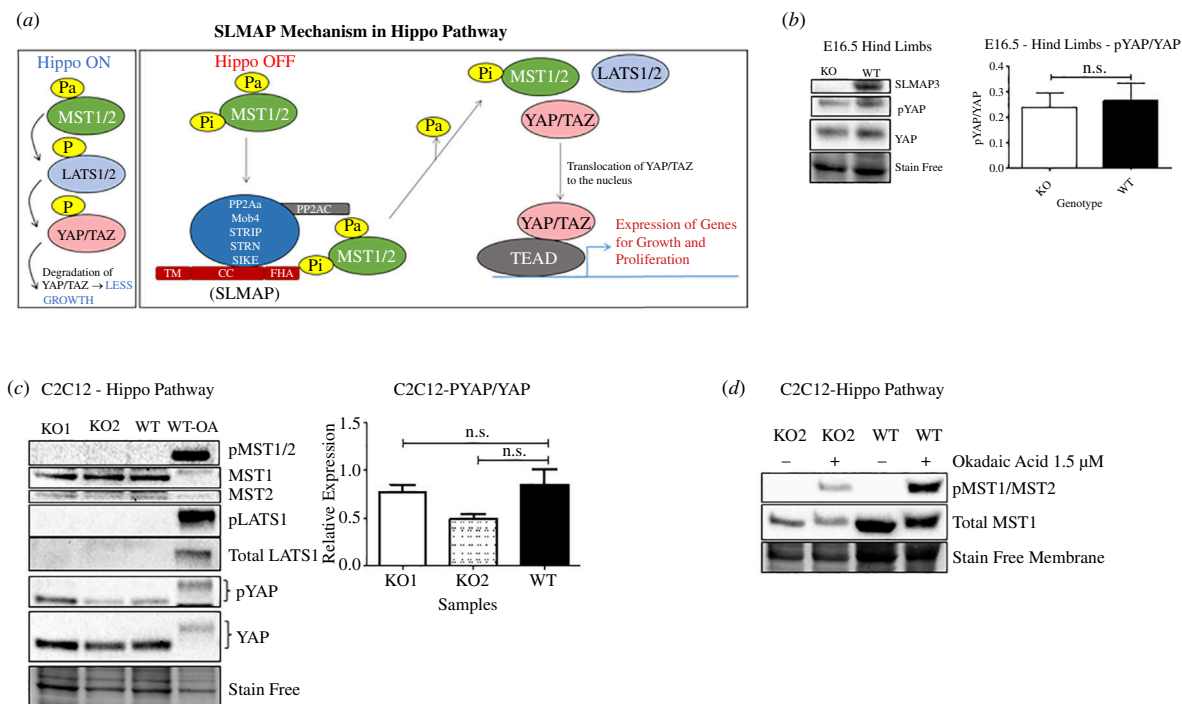 (a)
SLMAP Mechanism in Hippo Pathway
Hippo ON
Pa
MST1/2
P
LATS1/2
P
YAP/TAZ
Degradation of
YAP/TAZ → LESS
GROWTH
Hippo OFF
Pa
Pi
MST1/2
PP2Aa
Mob4
STRIP
STRN
SIKE
PP2AC
TM
CC
FHA
(SLMAP)
Pa
Pi
MST1/2
Pa
Pi
MST1/2
LATS1/2
YAP/TAZ
Translocation of YAP/TAZ
to the nucleus
YAP/TAZ
TEAD
Expression of Genes
for Growth and
Proliferation
(b)
E16.5 Hind Limbs
KO WT
SLMAP3
pYAP
YAP
Stain Free
E16.5 - Hind Limbs - pYAP/YAP
n.s.
pYAP/YAP
0.4
0.3
0.2
0.1
0.0
KO
WT
Genotype
(c)
C2C12 - Hippo Pathway
KO1 KO2 WT WT-OA
pMST1/2
MST1
MST2
pLATS1
Total LATS1
pYAP
YAP
Stain Free
C2C12-PYAP/YAP
n.s.
n.s.
Relative Expression
1.5
1.0
0.5
0.0
KO1 KO2 WT
Samples
(d)
C2C12-Hippo Pathway
KO2 KO2 WT WT
– + – + Okadaic Acid 1.5 µM
pMST1/MST2
Total MST1
Stain Free Membrane